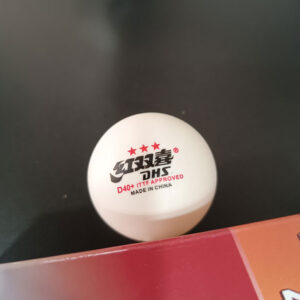 ★★★
红双喜®
DHS
D40+ ITTF APPROVED
MADE IN CHINA